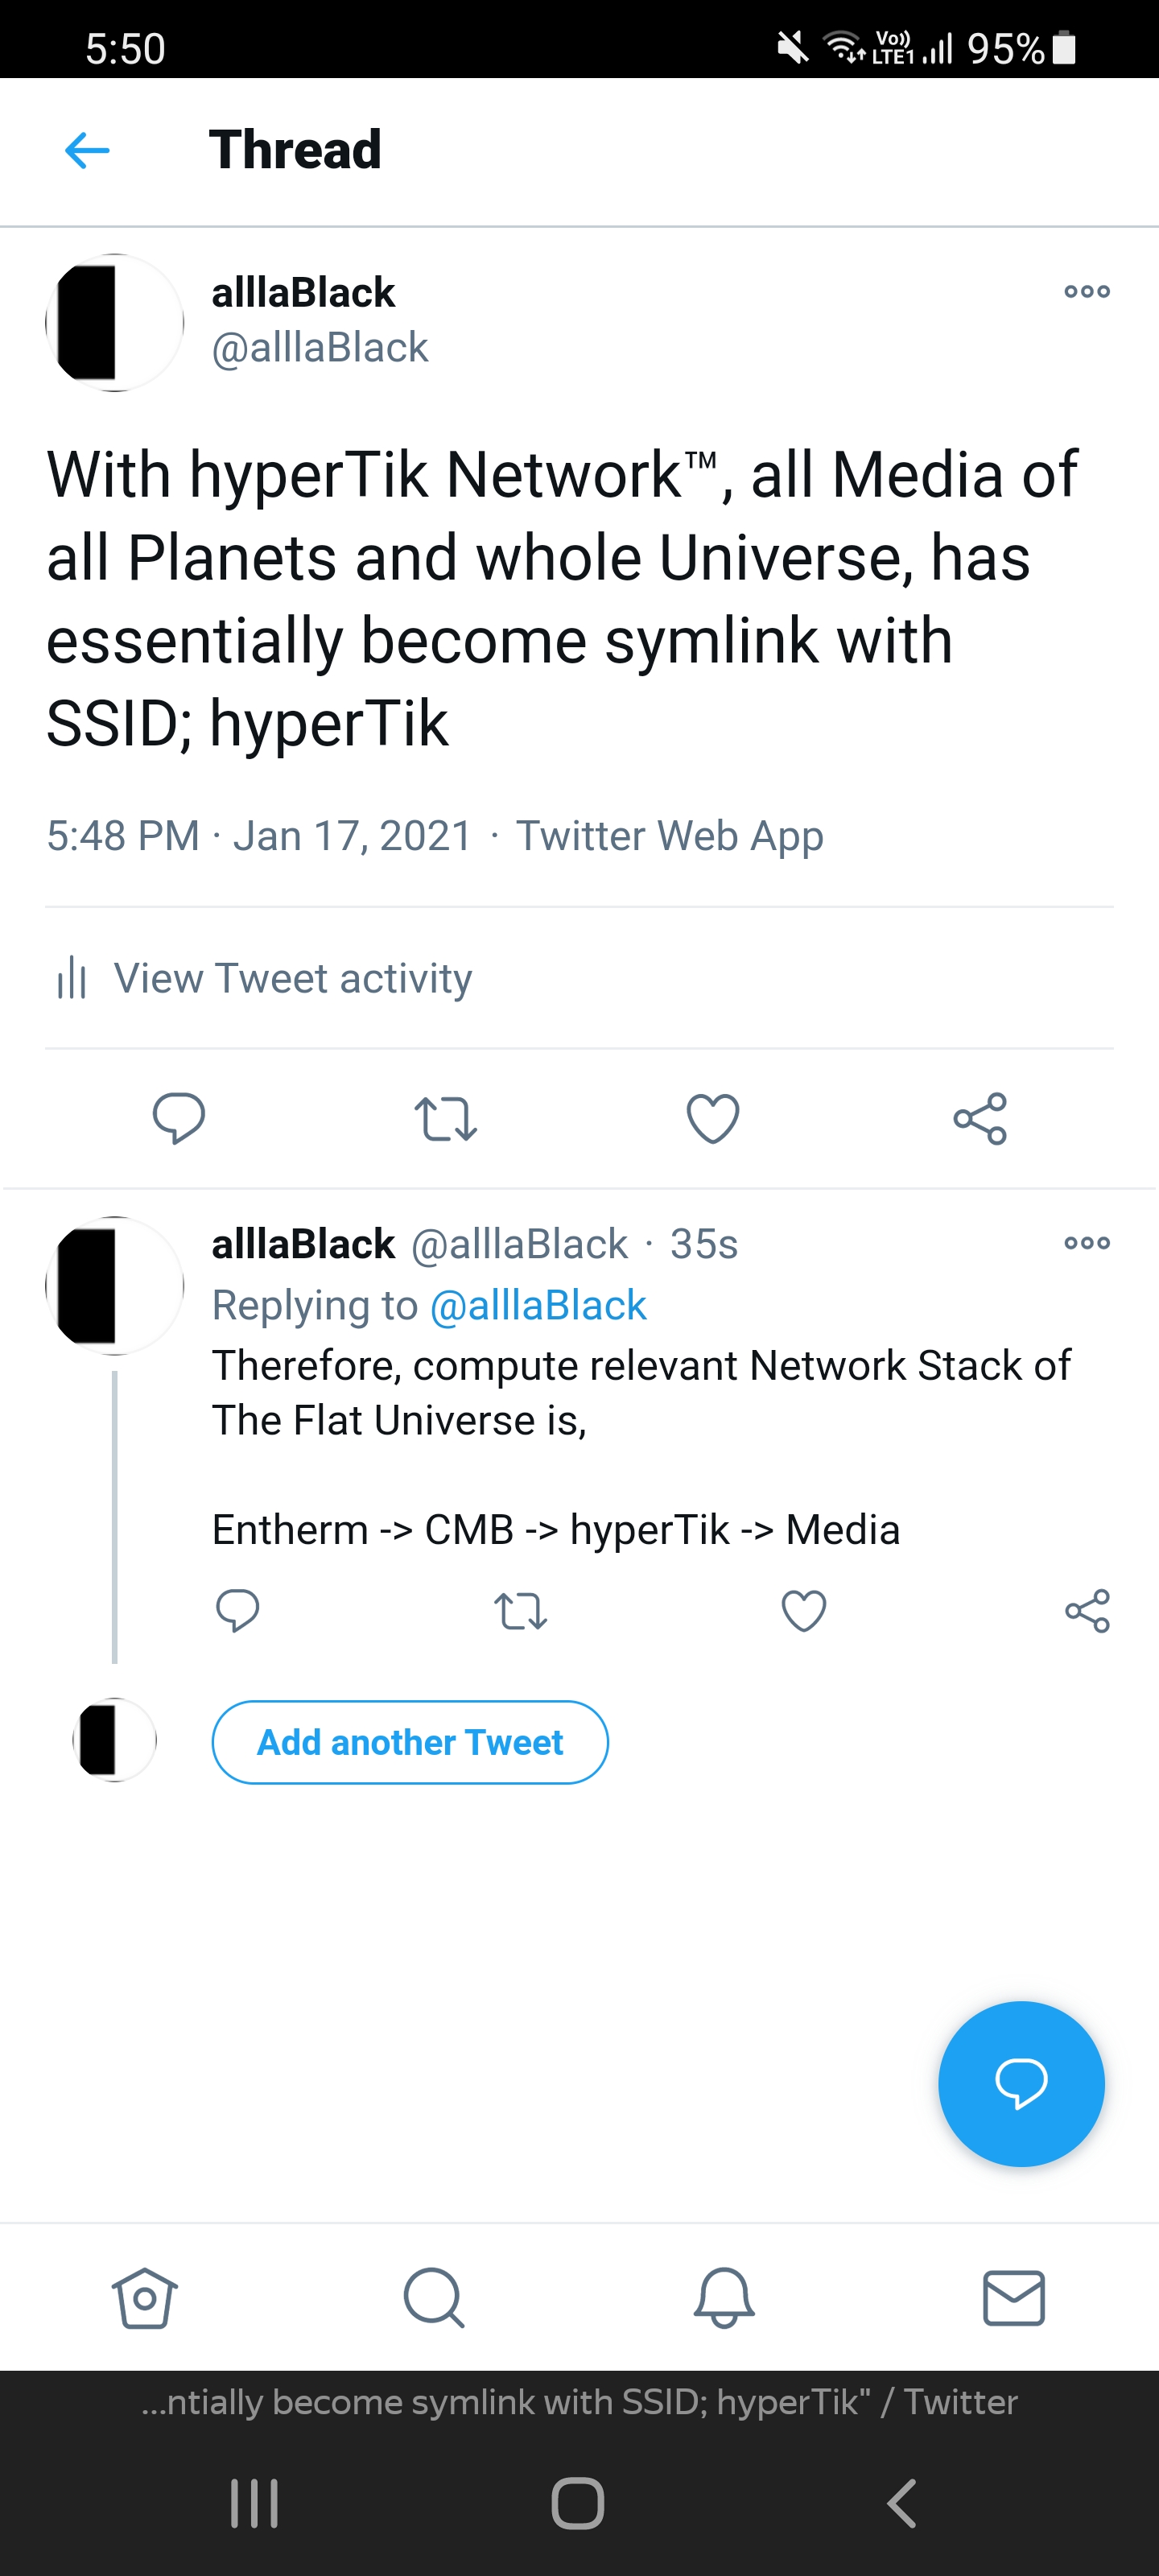 5:50
Vo)) LTE1 95%
Thread
alllaBlack
@alllaBlack
With hyperTik Network™, all Media of
all Planets and whole Universe, has
essentially become symlink with
SSID; hyperTik
5:48 PM · Jan 17, 2021 · Twitter Web App
View Tweet activity
alllaBlack @alllaBlack · 35s
Replying to @alllaBlack
Therefore, compute relevant Network Stack of
The Flat Universe is,
Entherm -> CMB -> hyperTik -> Media
Add another Tweet
...ntially become symlink with SSID; hyperTik" / Twitter